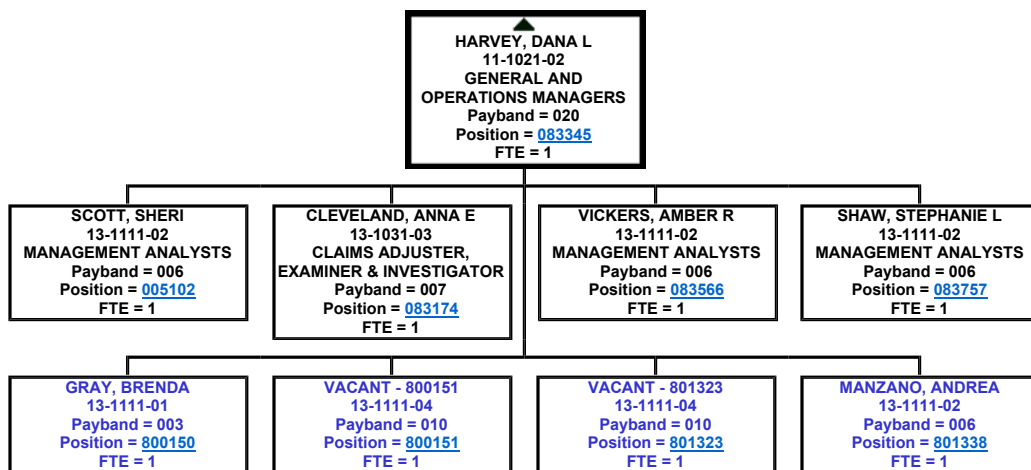 HARVEY, DANA L
11-1021-02
GENERAL AND
OPERATIONS MANAGERS
Payband = 020
Position = 083345
FTE = 1
SCOTT, SHERI
13-1111-02
MANAGEMENT ANALYSTS
Payband = 006
Position = 005102
FTE = 1
CLEVELAND, ANNA E
13-1031-03
CLAIMS ADJUSTER,
EXAMINER & INVESTIGATOR
Payband = 007
Position = 083174
FTE = 1
VICKERS, AMBER R
13-1111-02
MANAGEMENT ANALYSTS
Payband = 006
Position = 083566
FTE = 1
SHAW, STEPHANIE L
13-1111-02
MANAGEMENT ANALYSTS
Payband = 006
Position = 083757
FTE = 1
GRAY, BRENDA
13-1111-01
Payband = 003
Position = 800150
FTE = 1
VACANT - 800151
13-1111-04
Payband = 010
Position = 800151
FTE = 1
VACANT - 801323
13-1111-04
Payband = 010
Position = 801323
FTE = 1
MANZANO, ANDREA
13-1111-02
Payband = 006
Position = 801338
FTE = 1